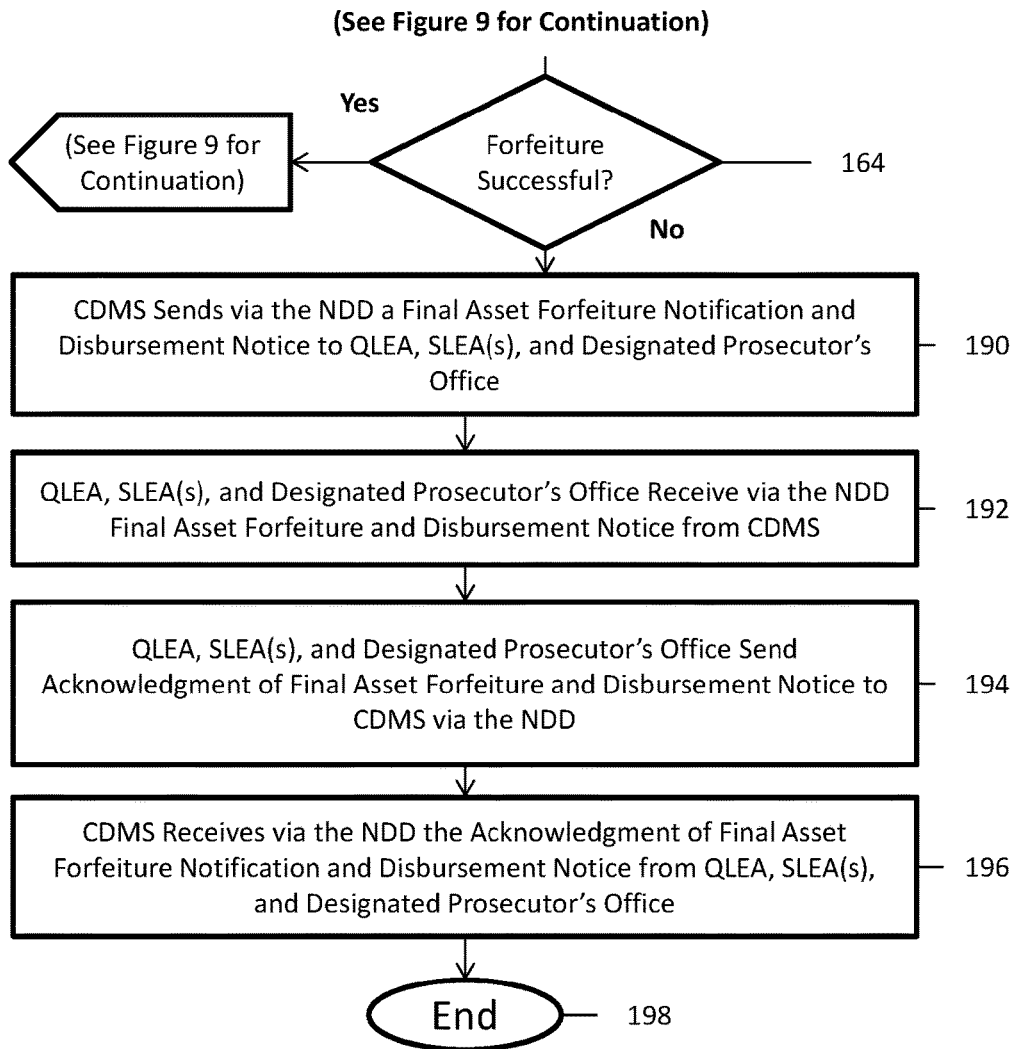 (See Figure 9 for Continuation)
Yes
(See Figure 9 for
Continuation)
Forfeiture
Successful?
164
No
CDMS Sends via the NDD a Final Asset Forfeiture Notification and
Disbursement Notice to QLEA, SLEA(s), and Designated Prosecutor's
Office
190
QLEA, SLEA(s), and Designated Prosecutor's Office Receive via the NDD
Final Asset Forfeiture and Disbursement Notice from CDMS
192
QLEA, SLEA(s), and Designated Prosecutor's Office Send
Acknowledgment of Final Asset Forfeiture and Disbursement Notice to
CDMS via the NDD
194
CDMS Receives via the NDD the Acknowledgment of Final Asset
Forfeiture Notification and Disbursement Notice from QLEA, SLEA(s),
and Designated Prosecutor's Office
196
End
198